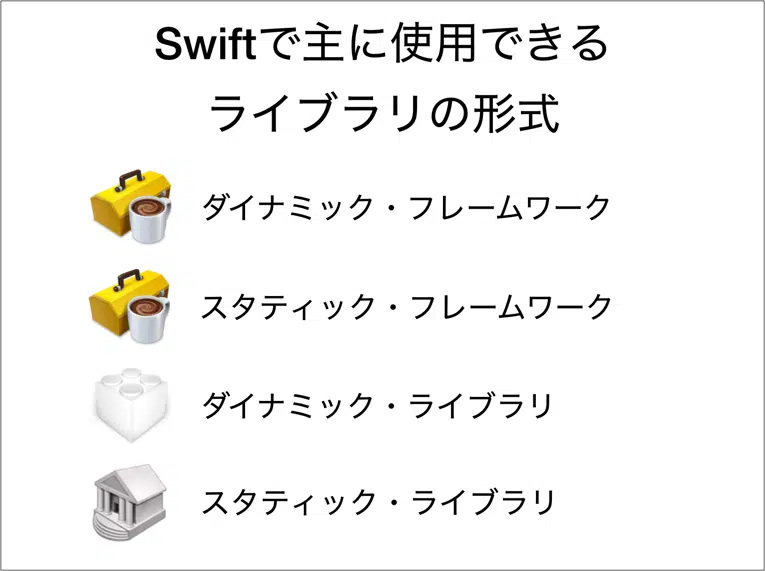 Swiftで主に使用できる
ライブラリの形式
ダイナミック・フレームワーク
スタティック・フレームワーク
ダイナミック・ライブラリ
スタティック・ライブラリ